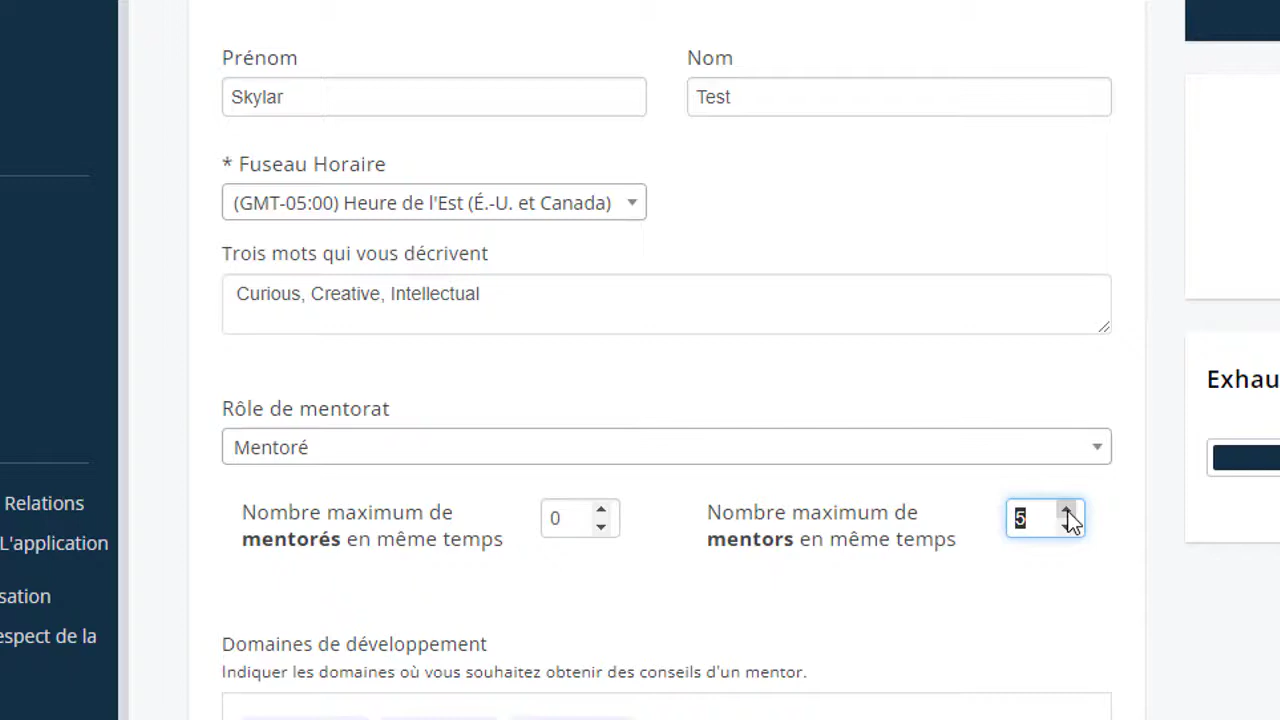 Prénom
Nom
Skylar
Test
* Fuseau Horaire
(GMT-05:00) Heure de l'Est (É.-U. et Canada)
Trois mots qui vous décrivent
Curious, Creative, Intellectual
Rôle de mentorat
Mentoré
Nombre maximum de
mentorés en même temps
0
Nombre maximum de
mentors en même temps
5
Domaines de développement
Indiquer les domaines où vous souhaitez obtenir des conseils d'un mentor.
Relations
L'application
sation
espect de la
Exhau